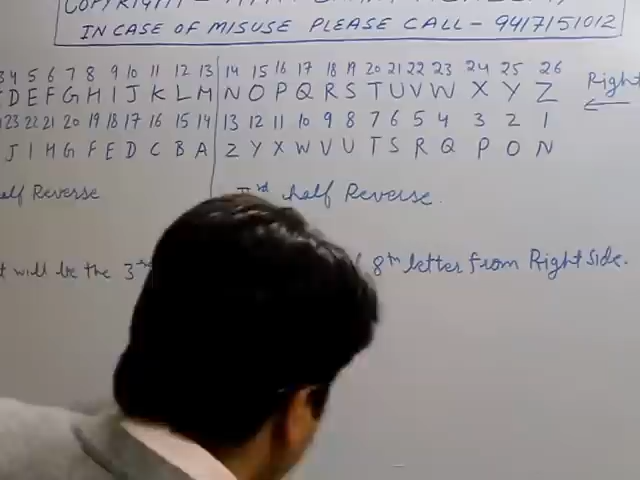 COPYRIGHT -
IN CASE OF MISUSE PLEASE CALL - 9417151012
3 4 5 6 7 8 9 10 11 12 13 14 15 16 17 18 19 20 21 22 23 24 25 26
D E F G H I J K L M N O P Q R S T U V W X Y Z Right
23 22 21 20 19 18 17 16 15 14 13 12 11 10 9 8 7 6 5 4 3 2 1
J I H G F E D C B A Z Y X W V U T S R Q P O N
Reverse half Reverse.
will be the 3rd 8th letter from Right Side.